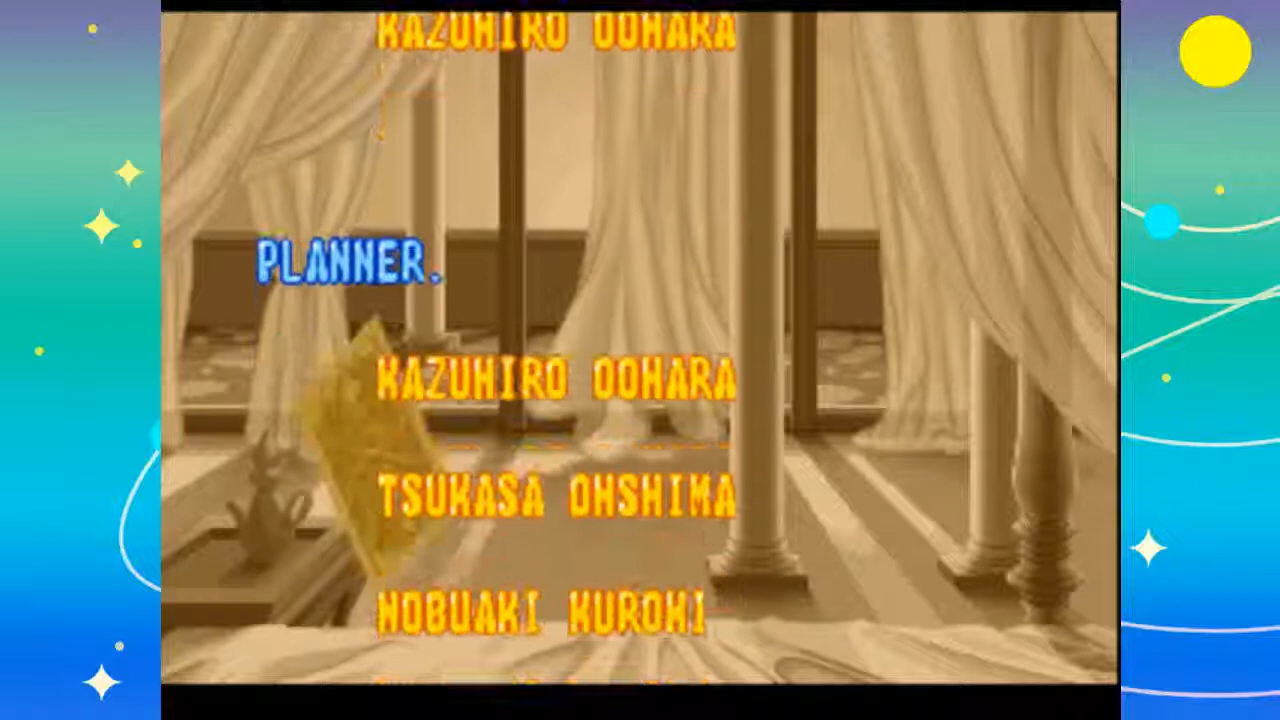 KAZUHIRO OOHARA
PLANNER.
KAZUHIRO OOHARA
TSUKASA OHSHIMA
NOBUAKI KUROKI